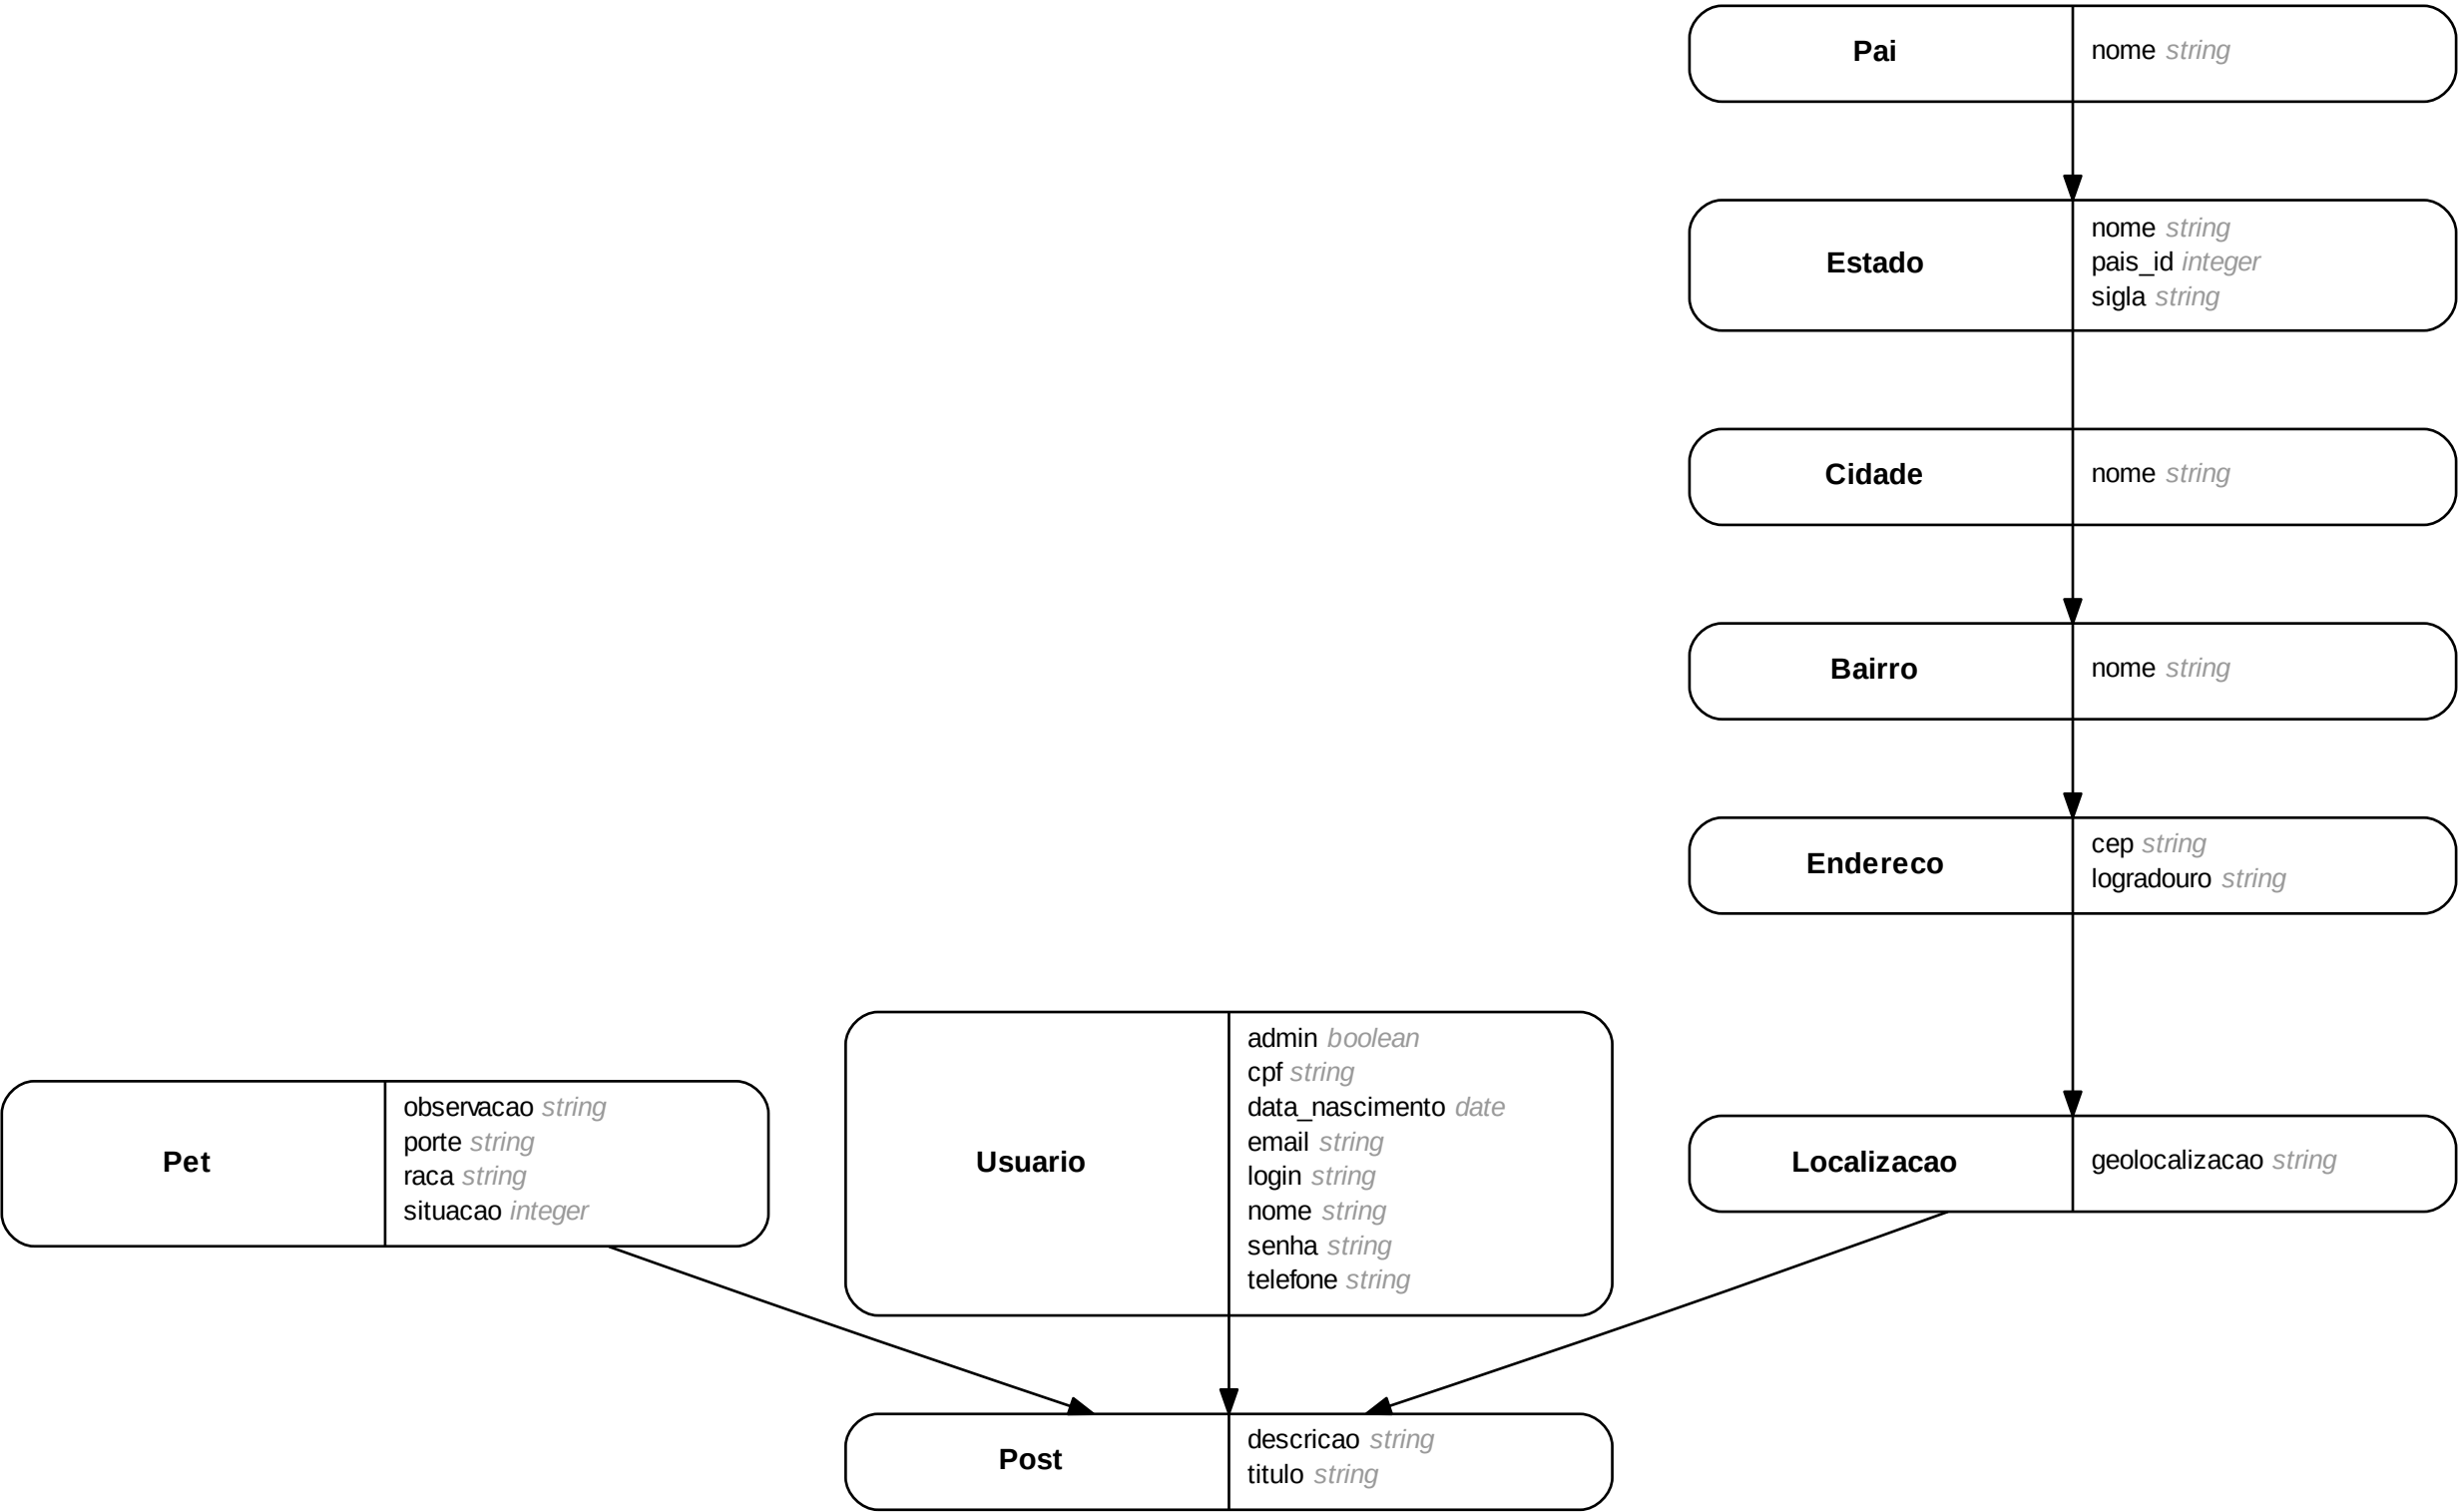 Pai
nome string
Estado
nome string
pais_id integer
sigla string
Cidade
nome string
Bairro
nome string
Endereco
cep string
logradouro string
Pet
observacao string
porte string
raca string
situacao integer
Usuario
admin boolean
cpf string
data_nascimento date
email string
login string
nome string
senha string
telefone string
Localizacao
geolocalizacao string
Post
descricao string
titulo string